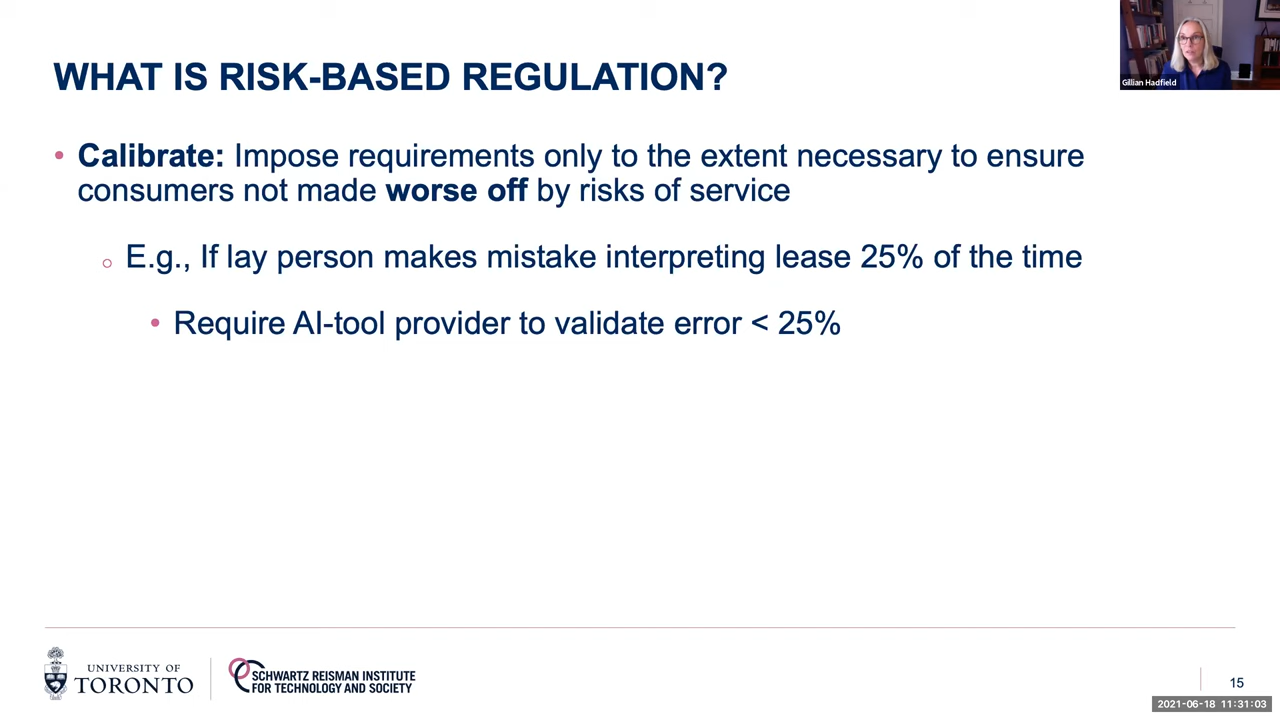 WHAT IS RISK-BASED REGULATION?
Gillian Hadfield
• Calibrate: Impose requirements only to the extent necessary to ensure
consumers not made worse off by risks of service
○ E.g., If lay person makes mistake interpreting lease 25% of the time
• Require AI-tool provider to validate error < 25%
UNIVERSITY OF
TORONTO
SCHWARTZ REISMAN INSTITUTE
FOR TECHNOLOGY AND SOCIETY
15
2021-06-18 11:31:03